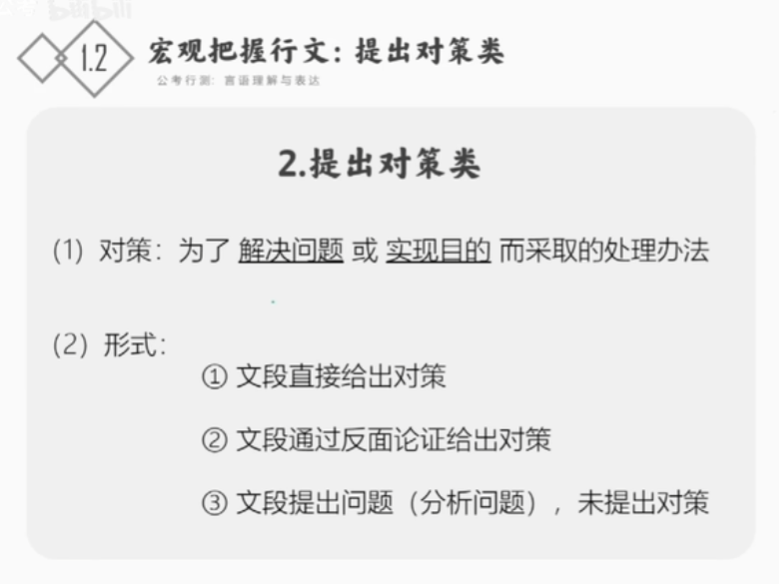 bilibili
1.2
宏观把握行文：提出对策类
公考行测：言语理解与表达
2.提出对策类
(1) 对策：为了 解决问题 或 实现目的 而采取的处理办法
(2) 形式：
① 文段直接给出对策
② 文段通过反面论证给出对策
③ 文段提出问题（分析问题），未提出对策